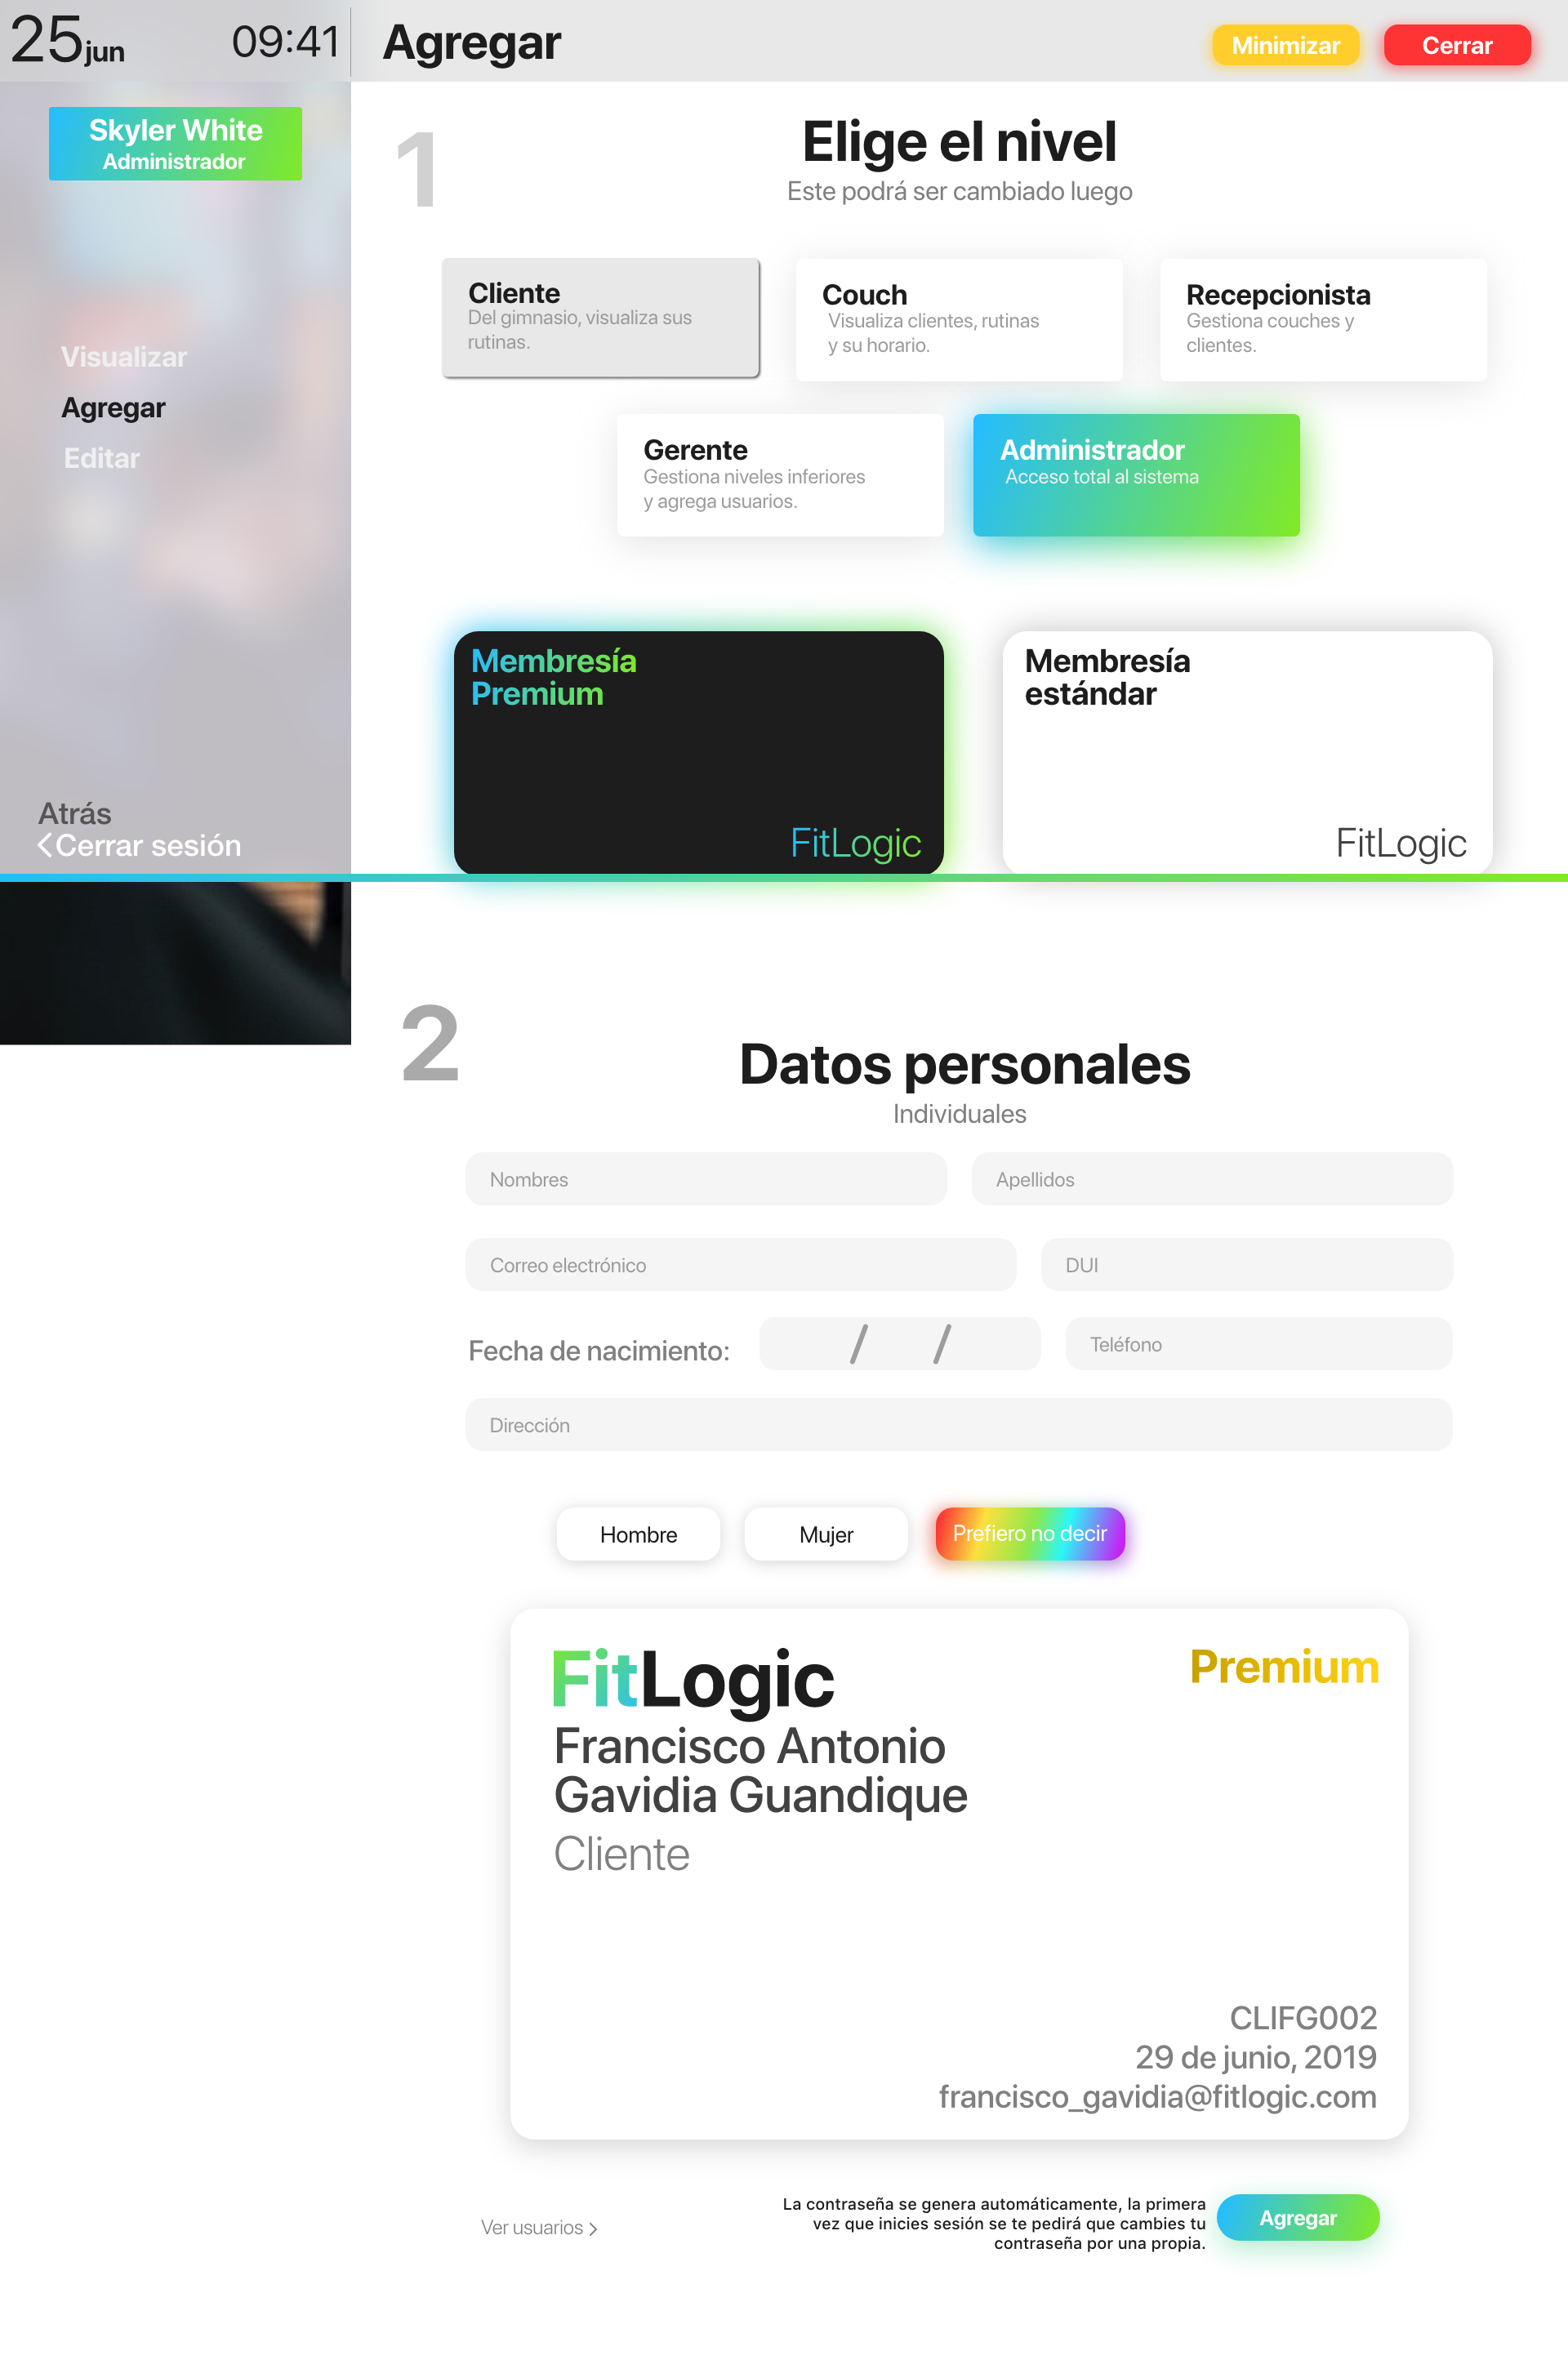 25jun
09:41
Agregar
Minimizar
Cerrar
Skyler White
Administrador
Visualizar
Agregar
Editar
Atrás
Cerrar sesión
1
Elige el nivel
Este podrá ser cambiado luego
Cliente
Del gimnasio, visualiza sus
rutinas.
Couch
Visualiza clientes, rutinas
y su horario.
Recepcionista
Gestiona couches y
clientes.
Gerente
Gestiona niveles inferiores
y agrega usuarios.
Administrador
Acceso total al sistema
Membresía
Premium
FitLogic
Membresía
estándar
FitLogic
2
Datos personales
Individuales
Nombres
Apellidos
Correo electrónico
DUI
Fecha de nacimiento:
/ /
Teléfono
Dirección
Hombre
Mujer
Prefiero no decir
FitLogic
Premium
Francisco Antonio
Gavidia Guandique
Cliente
CLIFG002
29 de junio, 2019
francisco_gavidia@fitlogic.com
Ver usuarios >
La contraseña se genera automáticamente, la primera
vez que inicies sesión se te pedirá que cambies tu
contraseña por una propia.
Agregar